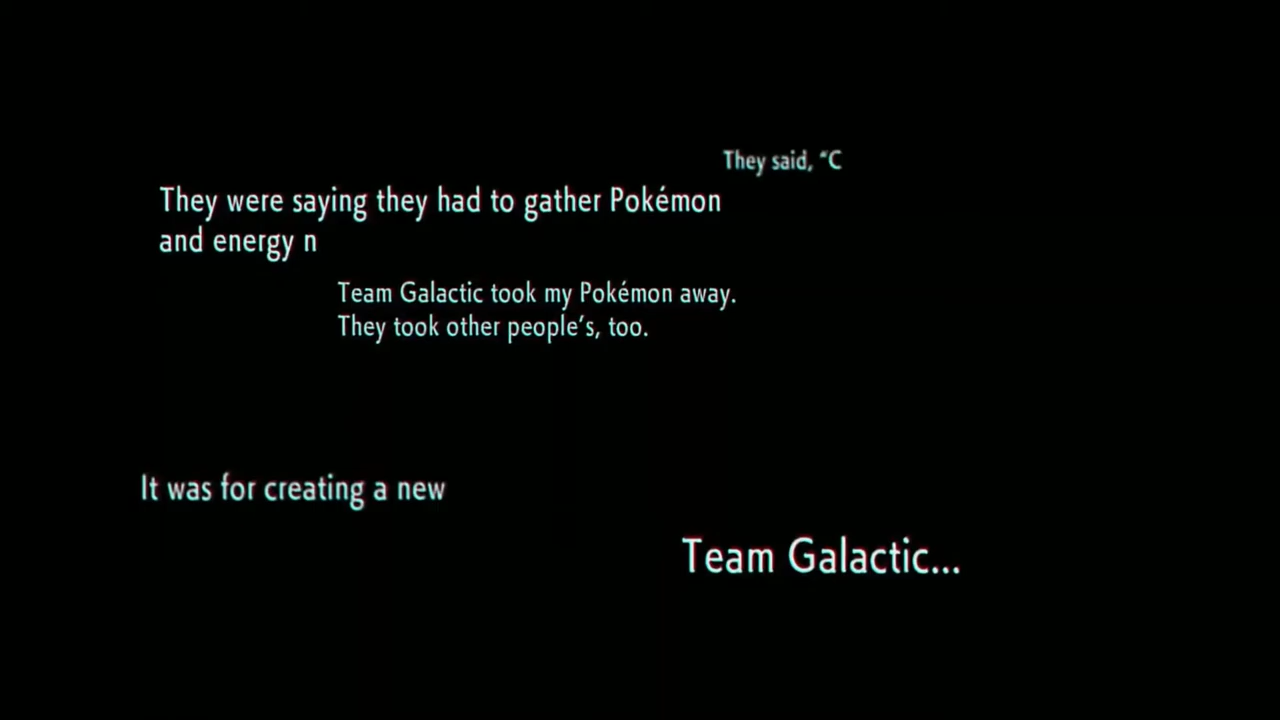 They said, “C
They were saying they had to gather Pokémon
and energy n
Team Galactic took my Pokémon away.
They took other people’s, too.
It was for creating a new
Team Galactic...